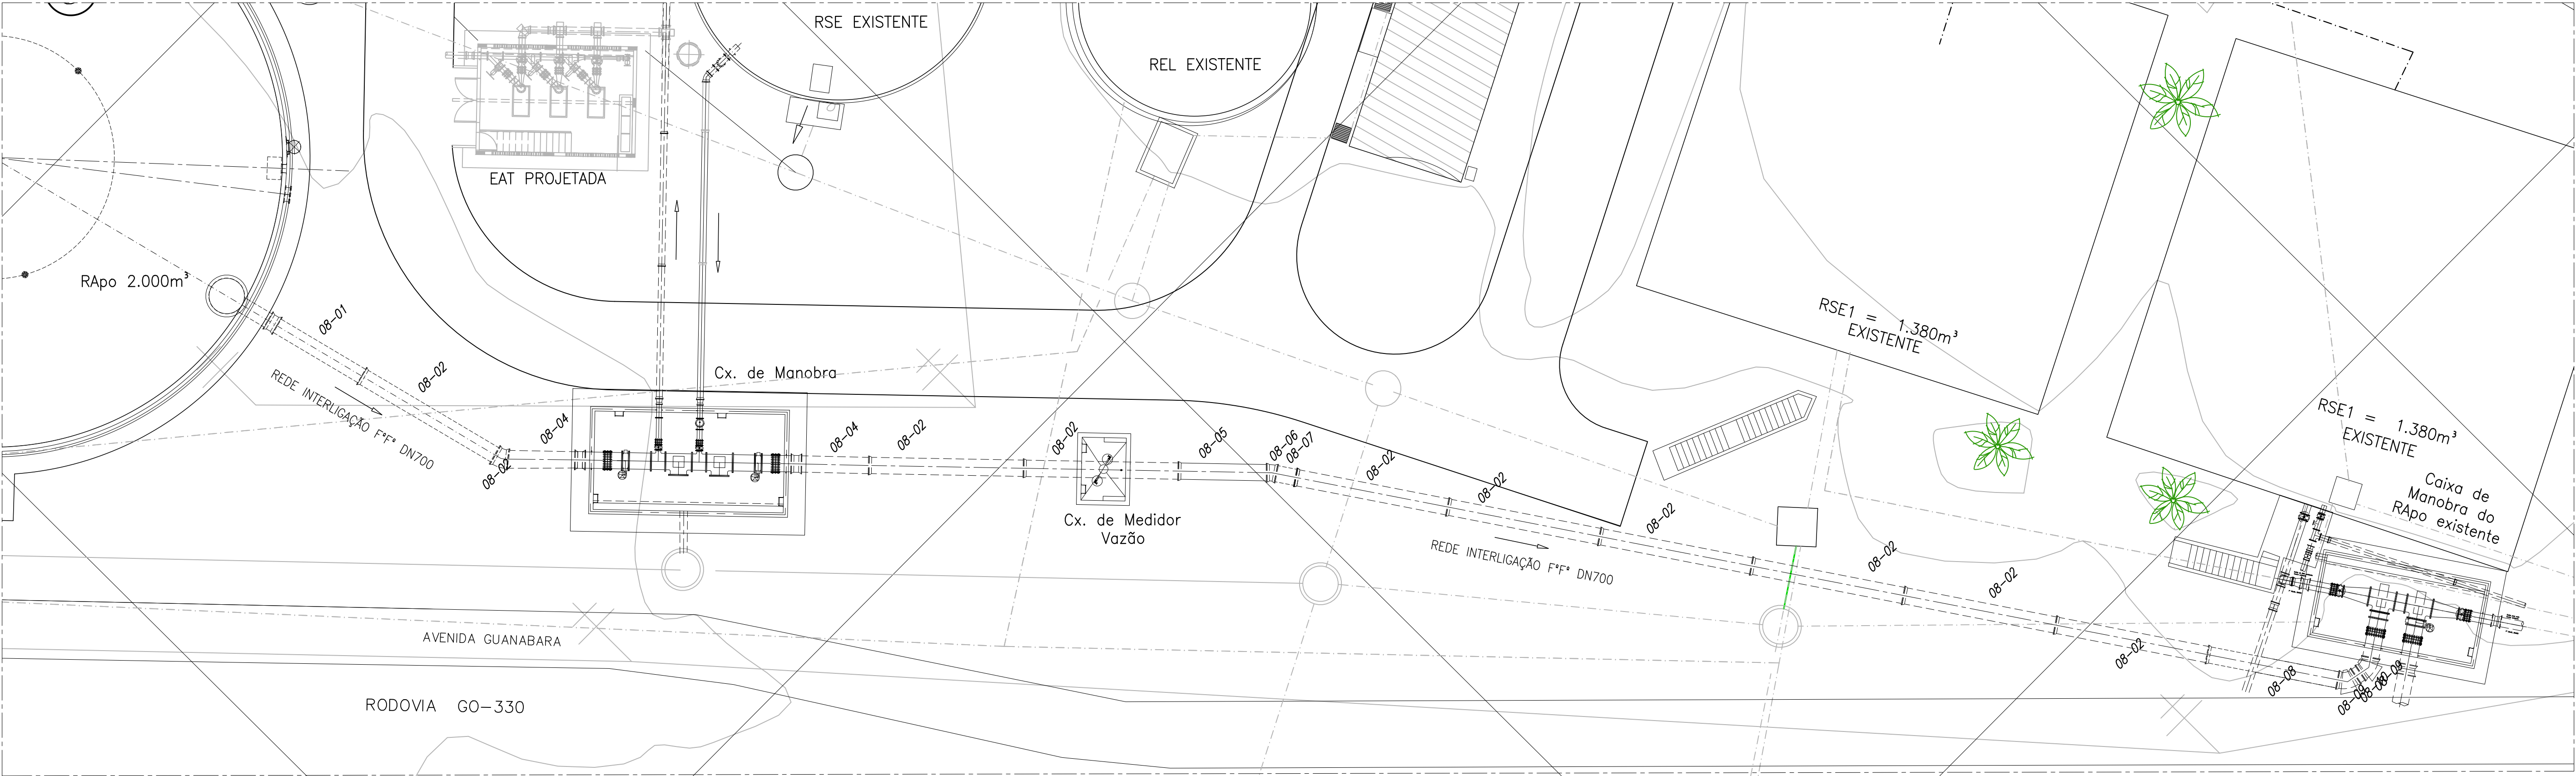 RSE EXISTENTE
REL EXISTENTE
EAT PROJETADA
RApo 2.000m³
08-01
08-02
REDE INTERLIGAÇÃO FºFº DN700
08-02
08-04
Cx. de Manobra
08-04
08-02
08-02
Cx. de Medidor
Vazão
08-05
08-06
08-07
08-02
08-02
08-02
REDE INTERLIGAÇÃO FºFº DN700
RSE1 = 1.380m³
EXISTENTE
08-02
08-02
08-02
RSE1 = 1.380m³
EXISTENTE
Caixa de
Manobra do
RApo existente
08-08
AVENIDA GUANABARA
RODOVIA GO-330